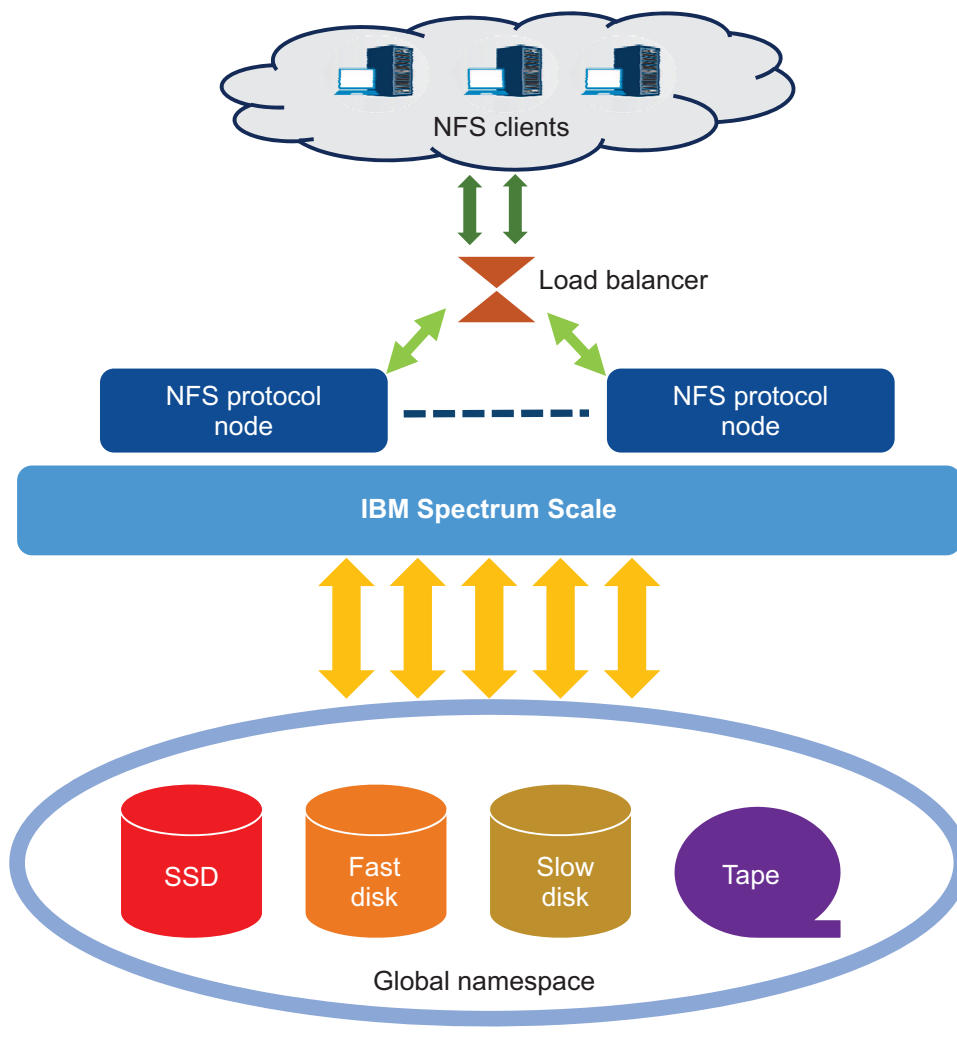 NFS clients
Load balancer
NFS protocol
node
NFS protocol
node
IBM Spectrum Scale
SSD
Fast
disk
Slow
disk
Tape
Global namespace